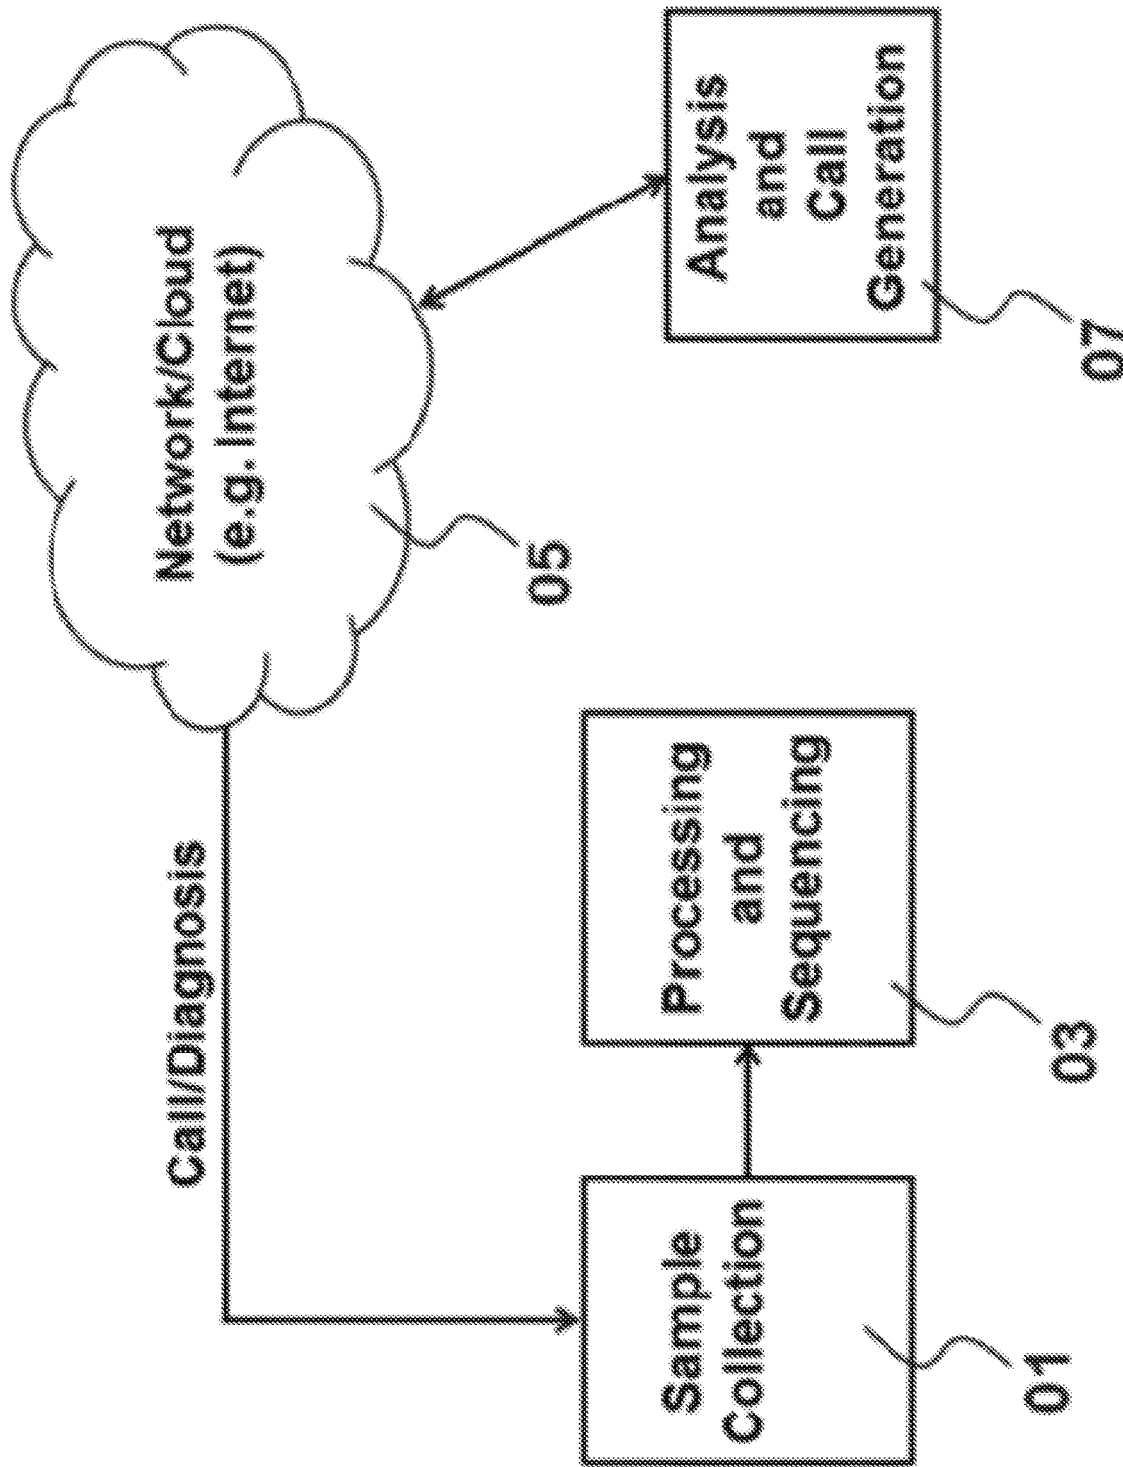 Call/Diagnosis
Network/Cloud
(e.g. Internet)
05
Sample
Collection
01
Processing
and
Sequencing
03
Analysis
and
Call
Generation
07